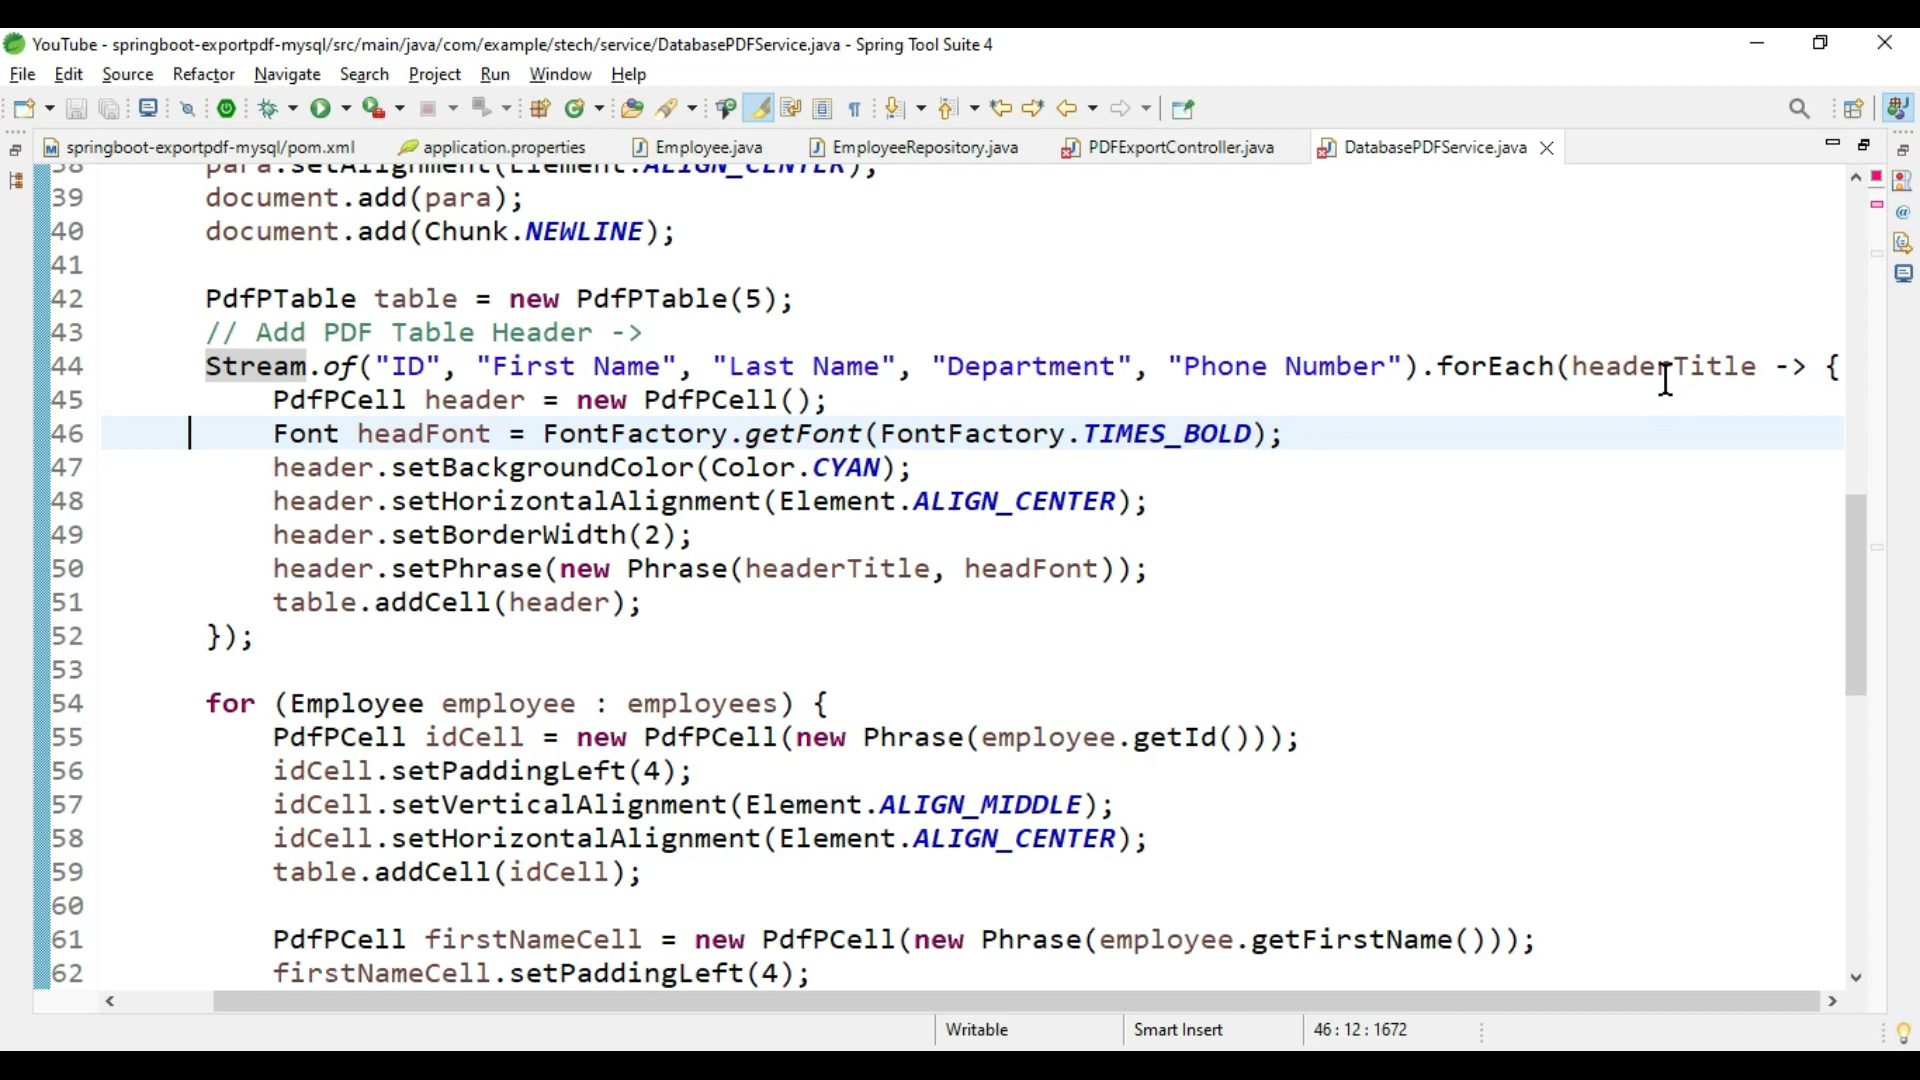 YouTube - springboot-exportpdf-mysql/src/main/java/com/example/stech/service/DatabasePDFService.java - Spring Tool Suite 4
File Edit Source Refactor Navigate Search Project Run Window Help
springboot-exportpdf-mysql/pom.xml application.properties Employee.java EmployeeRepository.java PDFExportController.java DatabasePDFService.java
38 para.setAlignment(Element.ALIGN_CENTER);
39 document.add(para);
40 document.add(Chunk.NEWLINE);
41
42 PdfPTable table = new PdfPTable(5);
43 // Add PDF Table Header ->
44 Stream.of("ID", "First Name", "Last Name", "Department", "Phone Number").forEach(headerTitle -> {
45 PdfPCell header = new PdfPCell();
46 Font headFont = FontFactory.getFont(FontFactory.TIMES_BOLD);
47 header.setBackgroundColor(Color.CYAN);
48 header.setHorizontalAlignment(Element.ALIGN_CENTER);
49 header.setBorderWidth(2);
50 header.setPhrase(new Phrase(headerTitle, headFont));
51 table.addCell(header);
52 });
53
54 for (Employee employee : employees) {
55 PdfPCell idCell = new PdfPCell(new Phrase(employee.getId()));
56 idCell.setPaddingLeft(4);
57 idCell.setVerticalAlignment(Element.ALIGN_MIDDLE);
58 idCell.setHorizontalAlignment(Element.ALIGN_CENTER);
59 table.addCell(idCell);
60
61 PdfPCell firstNameCell = new PdfPCell(new Phrase(employee.getFirstName()));
62 firstNameCell.setPaddingLeft(4);
Writable Smart Insert 46 : 12 : 1672